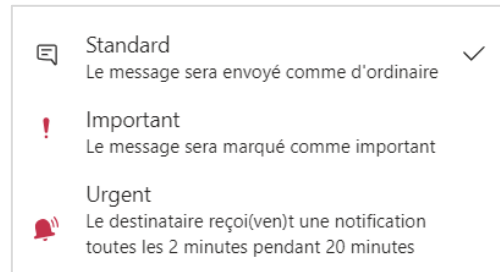 Standard
Le message sera envoyé comme d'ordinaire
Important
Le message sera marqué comme important
Urgent
Le destinataire reçoi(ven)t une notification
toutes les 2 minutes pendant 20 minutes